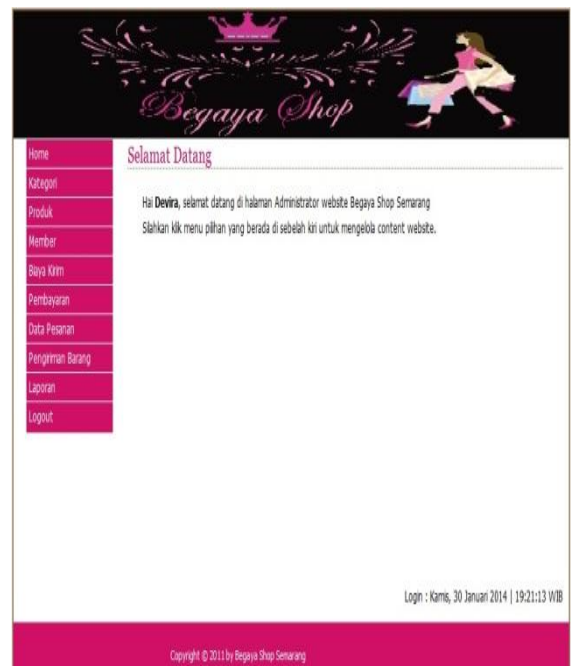 Begaya Shop
Home
Kategori
Produk
Member
Biaya Kirim
Pembayaran
Data Pesanan
Pengiriman Barang
Laporan
Logout
Selamat Datang
Hai Devira, selamat datang di halaman Administrator website Begaya Shop Semarang
Silahkan klik menu pilihan yang berada di sebelah kiri untuk mengelola content website.
Login : Kamis, 30 Januari 2014 | 19:21:13 WIB
Copyright © 2011 by Begaya Shop Semarang